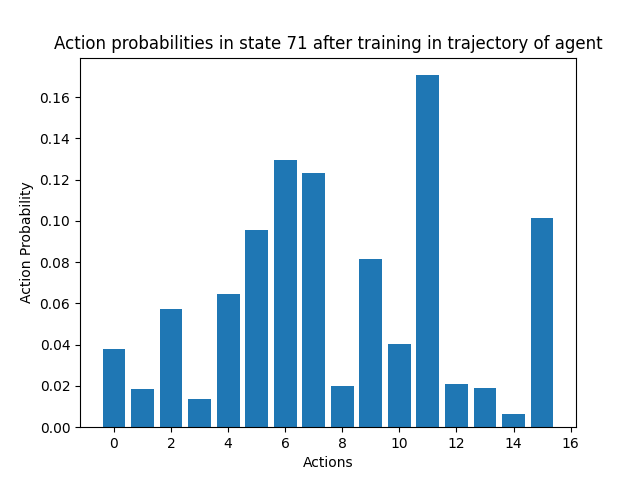 Action probabilities in state 71 after training in trajectory of agent
0.16
0.14
0.12
0.10
0.08
0.06
0.04
0.02
0.00
Action Probability
0 2 4 6 8 10 12 14 16
Actions